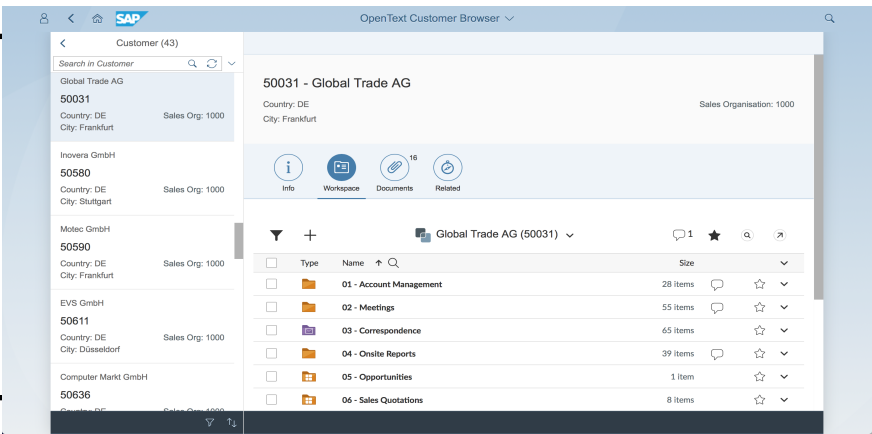 SAP
OpenText Customer Browser
Customer (43)
Search in Customer
Global Trade AG
50031
Country: DE Sales Org: 1000
City: Frankfurt
Inovera GmbH
50580
Country: DE Sales Org: 1000
City: Stuttgart
Motec GmbH
50590
Country: DE Sales Org: 1000
City: Frankfurt
EVS GmbH
50611
Country: DE Sales Org: 1000
City: Düsseldorf
Computer Markt GmbH
50636
Country: DE Sales Org: 1000
50031 - Global Trade AG
Country: DE Sales Organisation: 1000
City: Frankfurt
16
Info Workspace Documents Related
Global Trade AG (50031) 1
Type Name Size
01 - Account Management 28 items
02 - Meetings 55 items
03 - Correspondence 65 items
04 - Onsite Reports 39 items
05 - Opportunities 1 item
06 - Sales Quotations 8 items